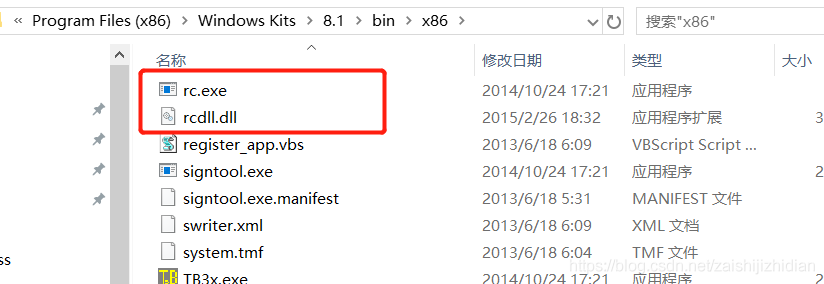 « Program Files (x86) > Windows Kits > 8.1 > bin > x86 >
搜索"x86"
名称 修改日期 类型 大小
rc.exe 2014/10/24 17:21 应用程序
rcdll.dll 2015/2/26 18:32 应用程序扩展 3
register_app.vbs 2013/6/18 6:09 VBScript Script ...
signtool.exe 2014/10/24 17:21 应用程序 2
signtool.exe.manifest 2013/6/18 5:31 MANIFEST 文件
swriter.xml 2013/6/18 6:09 XML 文档
system.tmf 2013/6/18 6:04 TMF 文件
ss
TB3x.exe 2014/10/24 17:21 应用程序 2
https://blog.csdn.net/zaishijizhidian